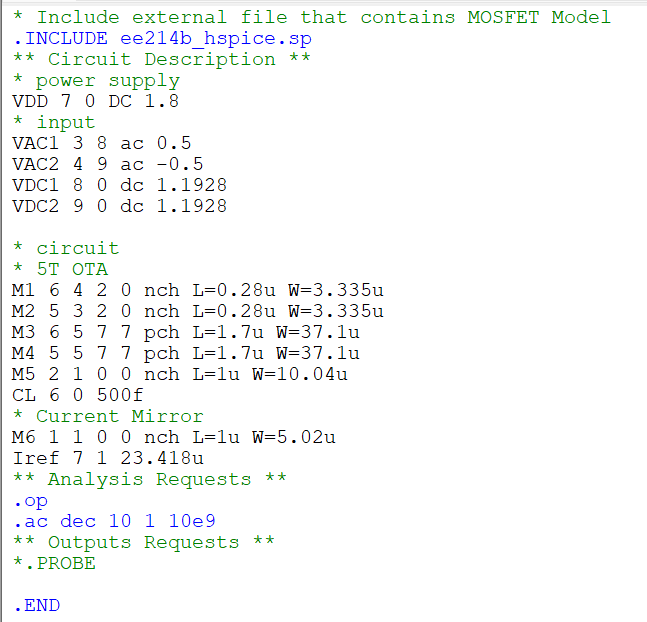 * Include external file that contains MOSFET Model
.INCLUDE ee214b_hspice.sp
** Circuit Description **
* power supply
VDD 7 0 DC 1.8
* input
VAC1 3 8 ac 0.5
VAC2 4 9 ac -0.5
VDC1 8 0 dc 1.1928
VDC2 9 0 dc 1.1928
* circuit
* 5T OTA
M1 6 4 2 0 nch L=0.28u W=3.335u
M2 5 3 2 0 nch L=0.28u W=3.335u
M3 6 5 7 7 pch L=1.7u W=37.1u
M4 5 5 7 7 pch L=1.7u W=37.1u
M5 2 1 0 0 nch L=1u W=10.04u
CL 6 0 500f
* Current Mirror
M6 1 1 0 0 nch L=1u W=5.02u
Iref 7 1 23.418u
** Analysis Requests **
.op
.ac dec 10 1 10e9
** Outputs Requests **
*.PROBE
.END